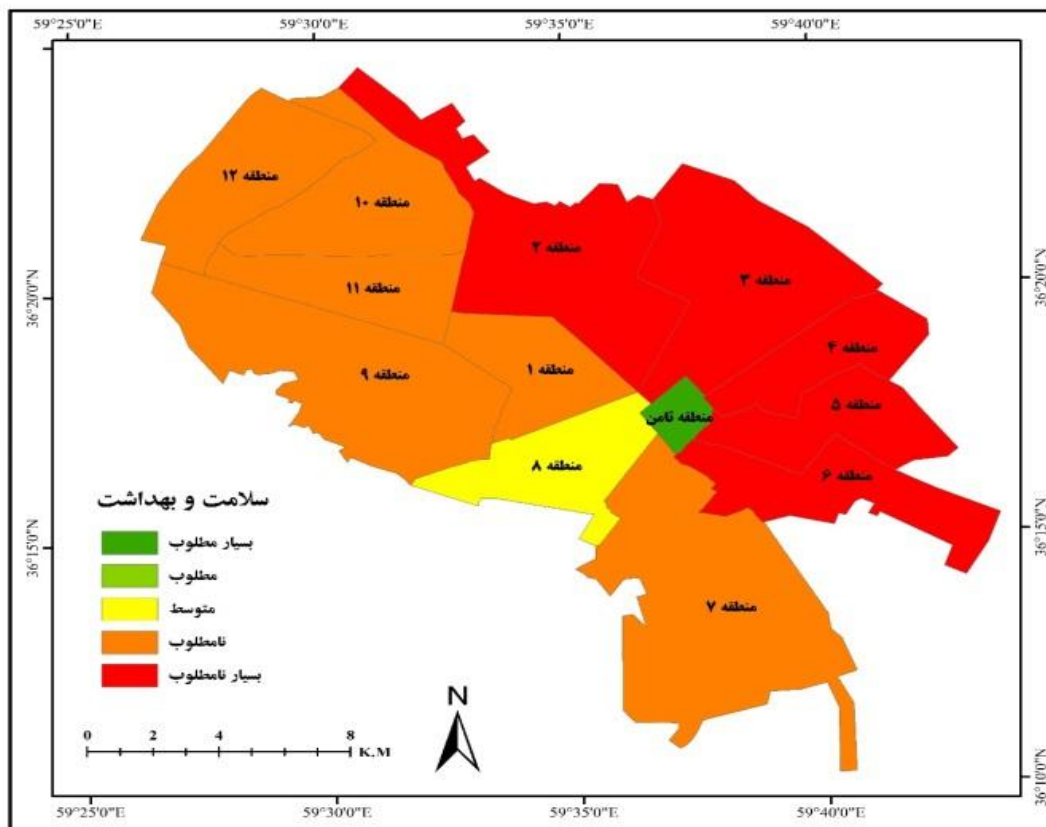 59°25'0"E 59°30'0"E 59°35'0"E 59°40'0"E
منطقه ۱۲
منطقه ۱۰
منطقه ۲
منطقه ۳
36°20'0"N
36°20'0"N
منطقه ۱۱
منطقه ۴
منطقه ۹
منطقه ۱
منطقه ۵
منطقه ثامن
منطقه ۸
منطقه ۶
36°15'0"N
36°15'0"N
منطقه ۷
سلامت و بهداشت
بسیار مطلوب
مطلوب
متوسط
نامطلوب
بسیار نامطلوب
N
0 2 4 6 8
K.M
36°10'0"N
59°25'0"E 59°30'0"E 59°35'0"E 59°40'0"E